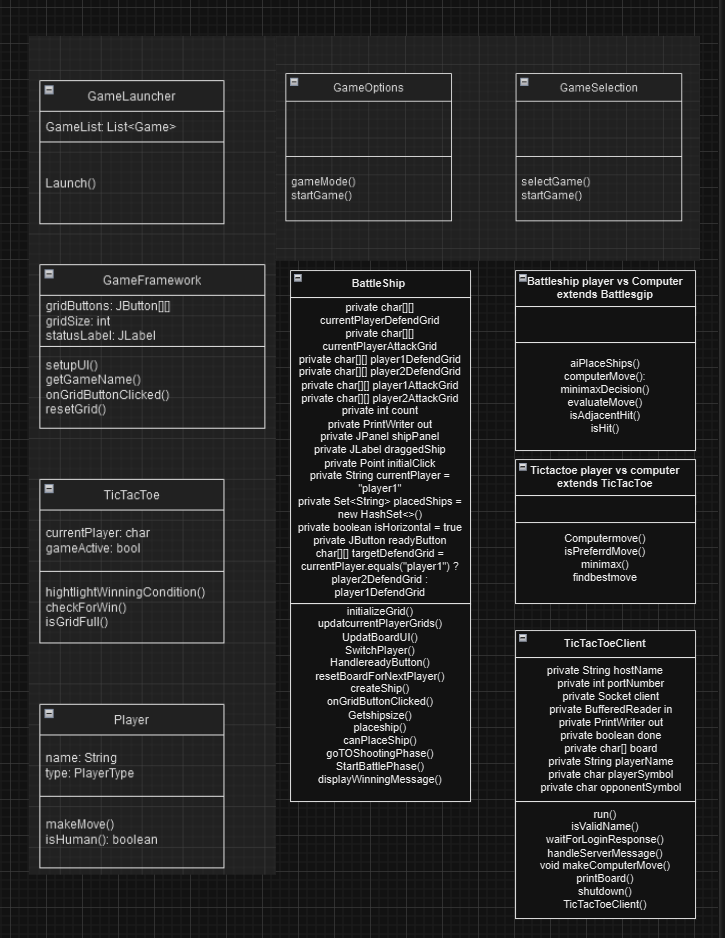 GameLauncher
GameList: List<Game>
Launch()
GameOptions
gameMode()
startGame()
GameSelection
selectGame()
startGame()
GameFramework
gridButtons: JButton[][]
gridSize: int
statusLabel: JLabel
setupUI()
getGameName()
onGridButtonClicked()
resetGrid()
TicTacToe
currentPlayer: char
gameActive: bool
hightlightWinningCondition()
checkForWin()
isGridFull()
Player
name: String
type: PlayerType
makeMove()
isHuman(): boolean
BattleShip
private char[][]
currentPlayerDefendGrid
private char[][]
currentPlayerAttackGrid
private char[][] player1DefendGrid
private char[][] player2DefendGrid
private char[][] player1AttackGrid
private char[][] player2AttackGrid
private int count
private PrintWriter out
private JPanel shipPanel
private JLabel draggedShip
private Point initialClick
private String currentPlayer =
"player1"
private Set<String> placedShips =
new HashSet<>()
private boolean isHorizontal = true
private JButton readyButton
char[][] targetDefendGrid =
currentPlayer.equals("player1") ?
player2DefendGrid :
player1DefendGrid
initializeGrid()
updatcurrentPlayerGrids()
UpdatBoardUI()
SwitchPlayer()
HandlereadyButton()
resetBoardForNextPlayer()
createShip()
onGridButtonClicked()
Getshipsize()
placeship()
canPlaceShip()
goTOShootingPhase()
StartBattlePhase()
displayWinningMessage()
Battleship player vs Computer
extends Battlesgip
aiPlaceShips()
computerMove():
minimaxDecision()
evaluateMove()
isAdjacentHit()
isHit()
Tictactoe player vs computer
extends TicTacToe
Computermove()
isPreferrdMove()
minimax()
findbestmove
TicTacToeClient
private String hostName
private int portNumber
private Socket client
private BufferedReader in
private PrintWriter out
private boolean done
private char[] board
private String playerName
private char playerSymbol
private char opponentSymbol
run()
isValidName()
waitForLoginResponse()
handleServerMessage()
void makeComputerMove()
printBoard()
shutdown()
TicTacToeClient()